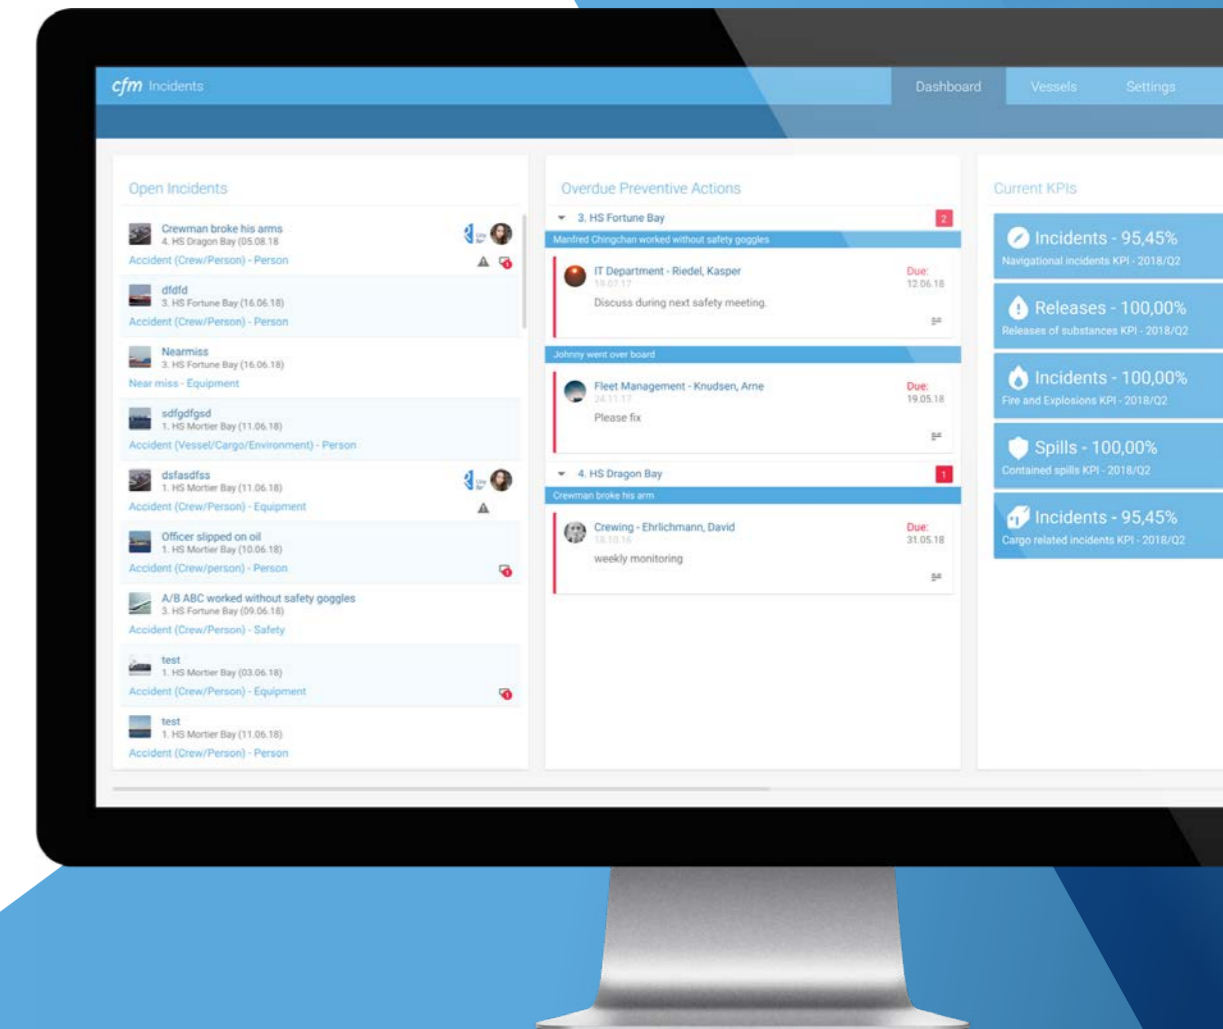 cfm Incidents
Dashboard
Vessels
Settings
Open Incidents
Crewman broke his arms
4. HS Dragon Bay (05.08.18
Accident (Crew/Person) - Person
dfdfd
3. HS Fortune Bay (16.06.18)
Accident (Crew/Person) - Person
Nearmiss
3. HS Fortune Bay (16.06.18)
Near miss - Equipment
sdfgdfgsd
1. HS Mortier Bay (11.06.18)
Accident (Vessel/Cargo/Environment) - Person
dsfasdfss
1. HS Mortier Bay (11.06.18)
Accident (Crew/Person) - Equipment
Officer slipped on oil
1. HS Mortier Bay (10.06.18)
Accident (Crew/person) - Person
A/B ABC worked without safety goggles
3. HS Fortune Bay (09.06.18)
Accident (Crew/Person) - Safety
test
1. HS Mortier Bay (03.06.18)
Accident (Crew/Person) - Equipment
test
1. HS Mortier Bay (11.06.18)
Accident (Crew/Person) - Person
Overdue Preventive Actions
3. HS Fortune Bay 2
Manfred Chingchan worked without safety goggles
IT Department - Riedel, Kasper Due:
19.07.17 12.06.18
Discuss during next safety meeting.
Johnny went over board
Fleet Management - Knudsen, Arne Due:
24.11.17 19.05.18
Please fix
4. HS Dragon Bay 1
Crewman broke his arm
Crewing - Ehrlichmann, David Due:
18.10.16 31.05.18
weekly monitoring
Current KPIs
Incidents - 95,45%
Navigational incidents KPI - 2018/Q2
Releases - 100,00%
Releases of substances KPI - 2018/Q2
Incidents - 100,00%
Fire and Explosions KPI - 2018/Q2
Spills - 100,00%
Contained spills KPI - 2018/Q2
Incidents - 95,45%
Cargo related incidents KPI - 2018/Q2